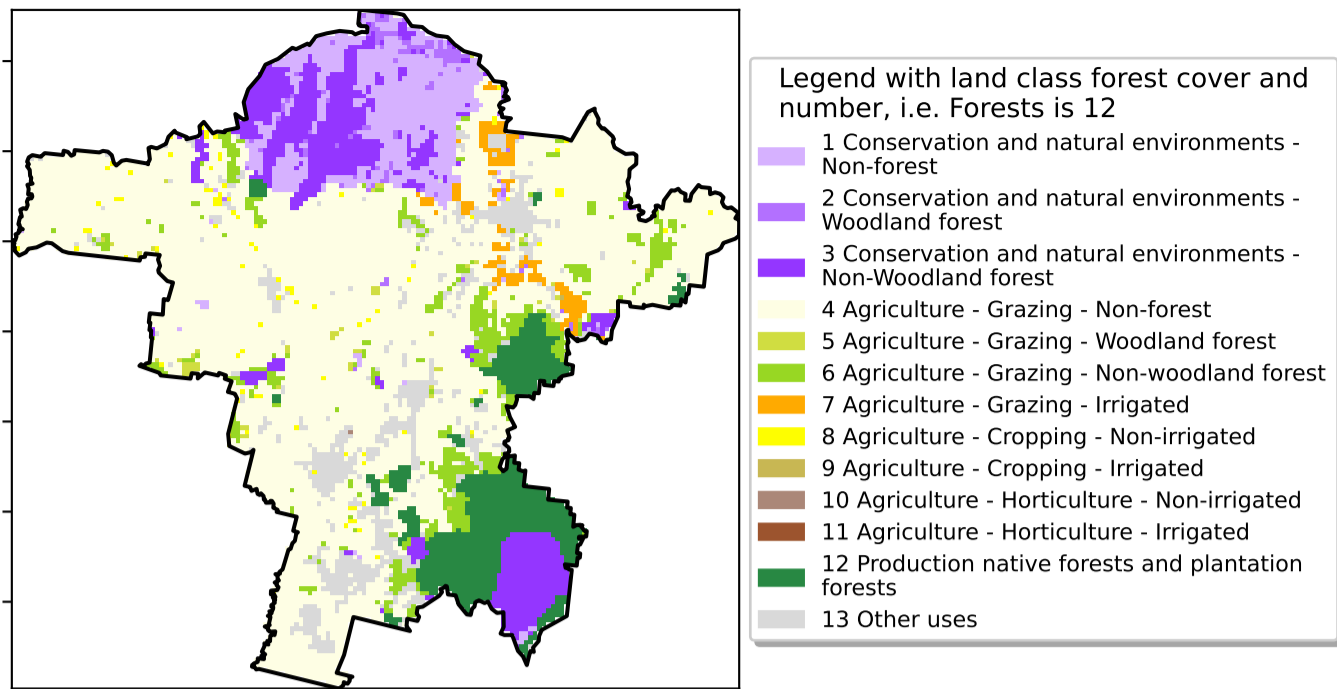 Legend with land class forest cover and
number, i.e. Forests is 12
1 Conservation and natural environments -
Non-forest
2 Conservation and natural environments -
Woodland forest
3 Conservation and natural environments -
Non-Woodland forest
4 Agriculture - Grazing - Non-forest
5 Agriculture - Grazing - Woodland forest
6 Agriculture - Grazing - Non-woodland forest
7 Agriculture - Grazing - Irrigated
8 Agriculture - Cropping - Non-irrigated
9 Agriculture - Cropping - Irrigated
10 Agriculture - Horticulture - Non-irrigated
11 Agriculture - Horticulture - Irrigated
12 Production native forests and plantation
forests
13 Other uses